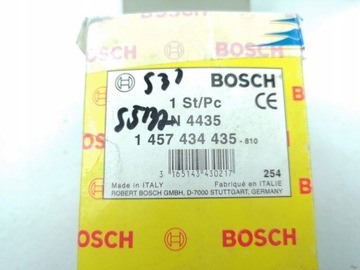 BOSCH
BOSCH
531
1 St/Pc
CE
N 4435
1 457 434 435 - 810
3 165143 430217
254
Made in ITALY Fabriqué en ITALIE
ROBERT BOSCH GMBH, D-7000 STUTTGART, GERMANY
BOSCH
BOSCH